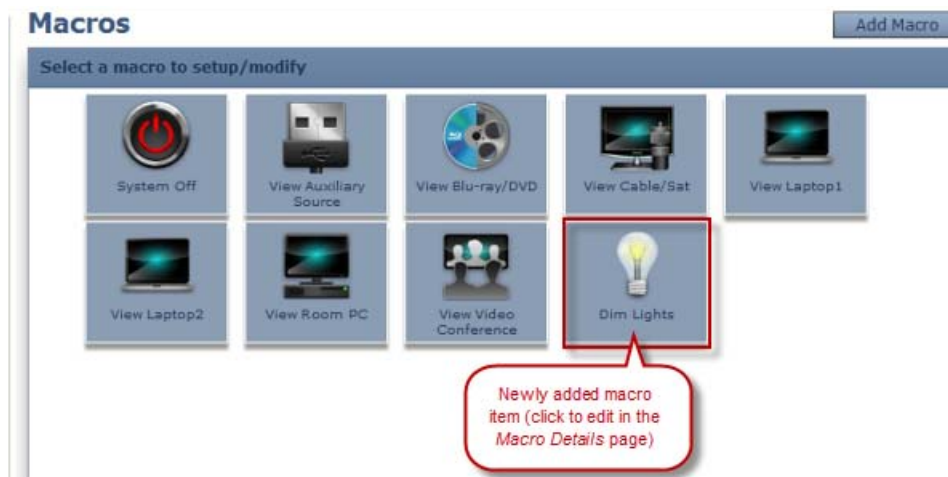 Macros
Add Macro
Select a macro to setup/modify
System Off
View Auxiliary
Source
View Blu-ray/DVD
View Cable/Sat
View Laptop1
View Laptop2
View Room PC
View Video
Conference
Dim Lights
Newly added macro
item (click to edit in the
Macro Details page)